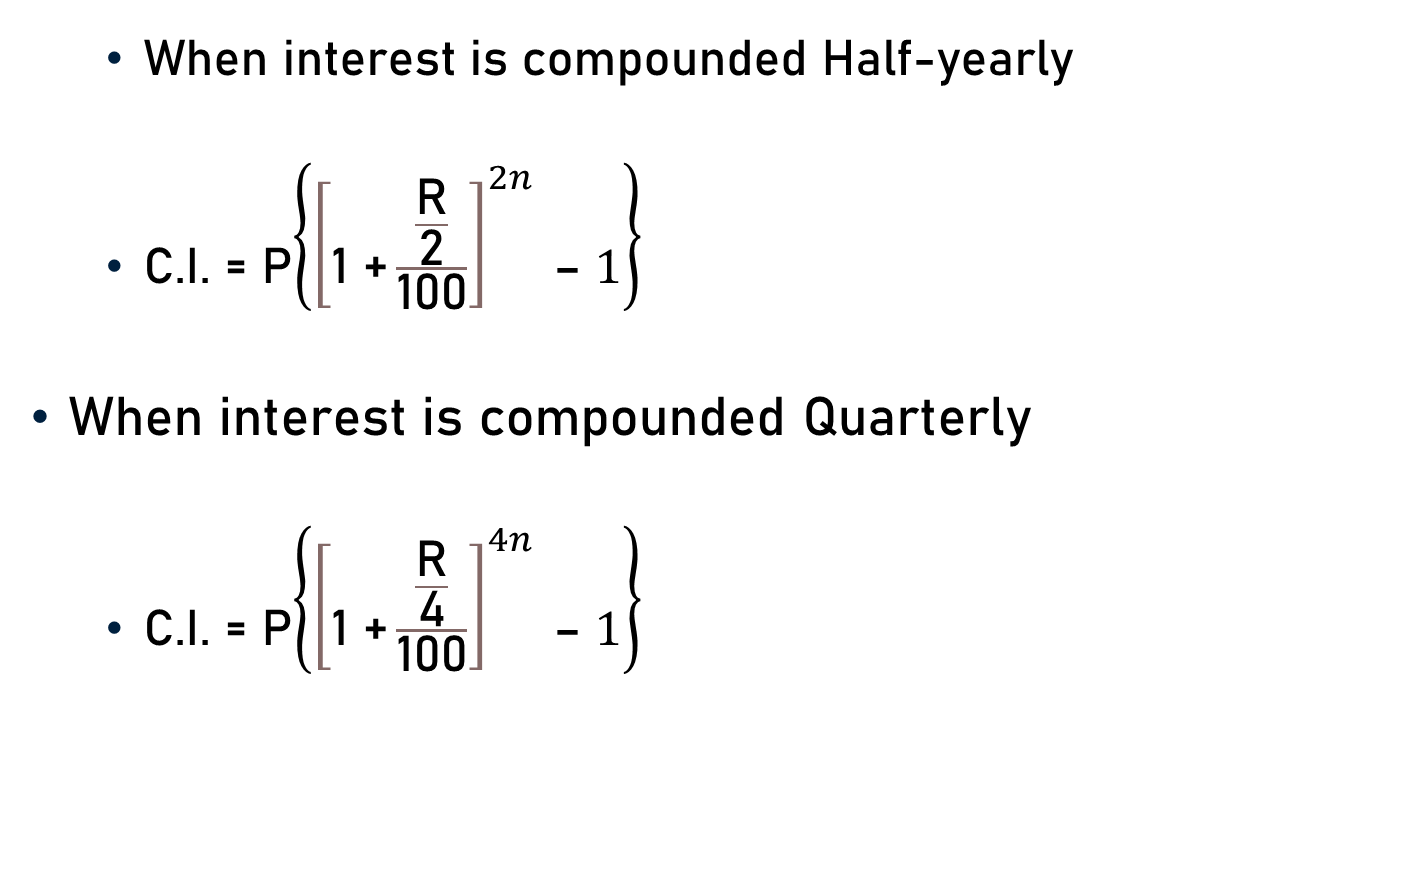 • When interest is compounded Half-yearly
• C.I. = P{[1 + R/2/100]^2n − 1}
• When interest is compounded Quarterly
• C.I. = P{[1 + R/4/100]^4n − 1}